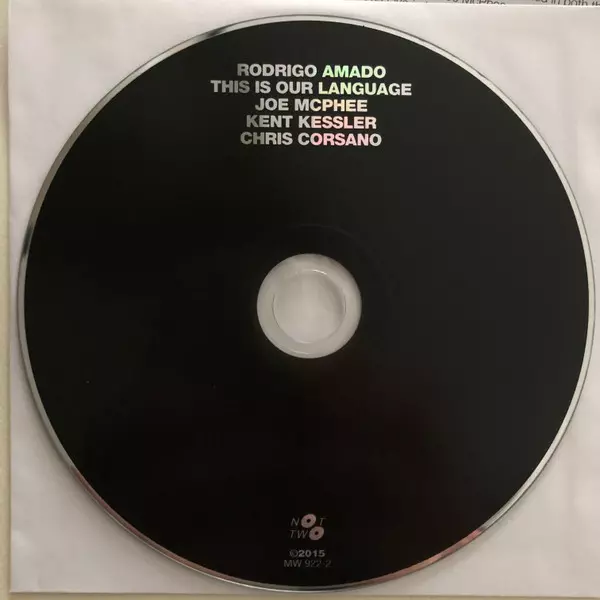 RODRIGO AMADO
THIS IS OUR LANGUAGE
JOE MCPHEE
KENT KESSLER
CHRIS CORSANO
NOT
TWO
©2015
MW 922-2